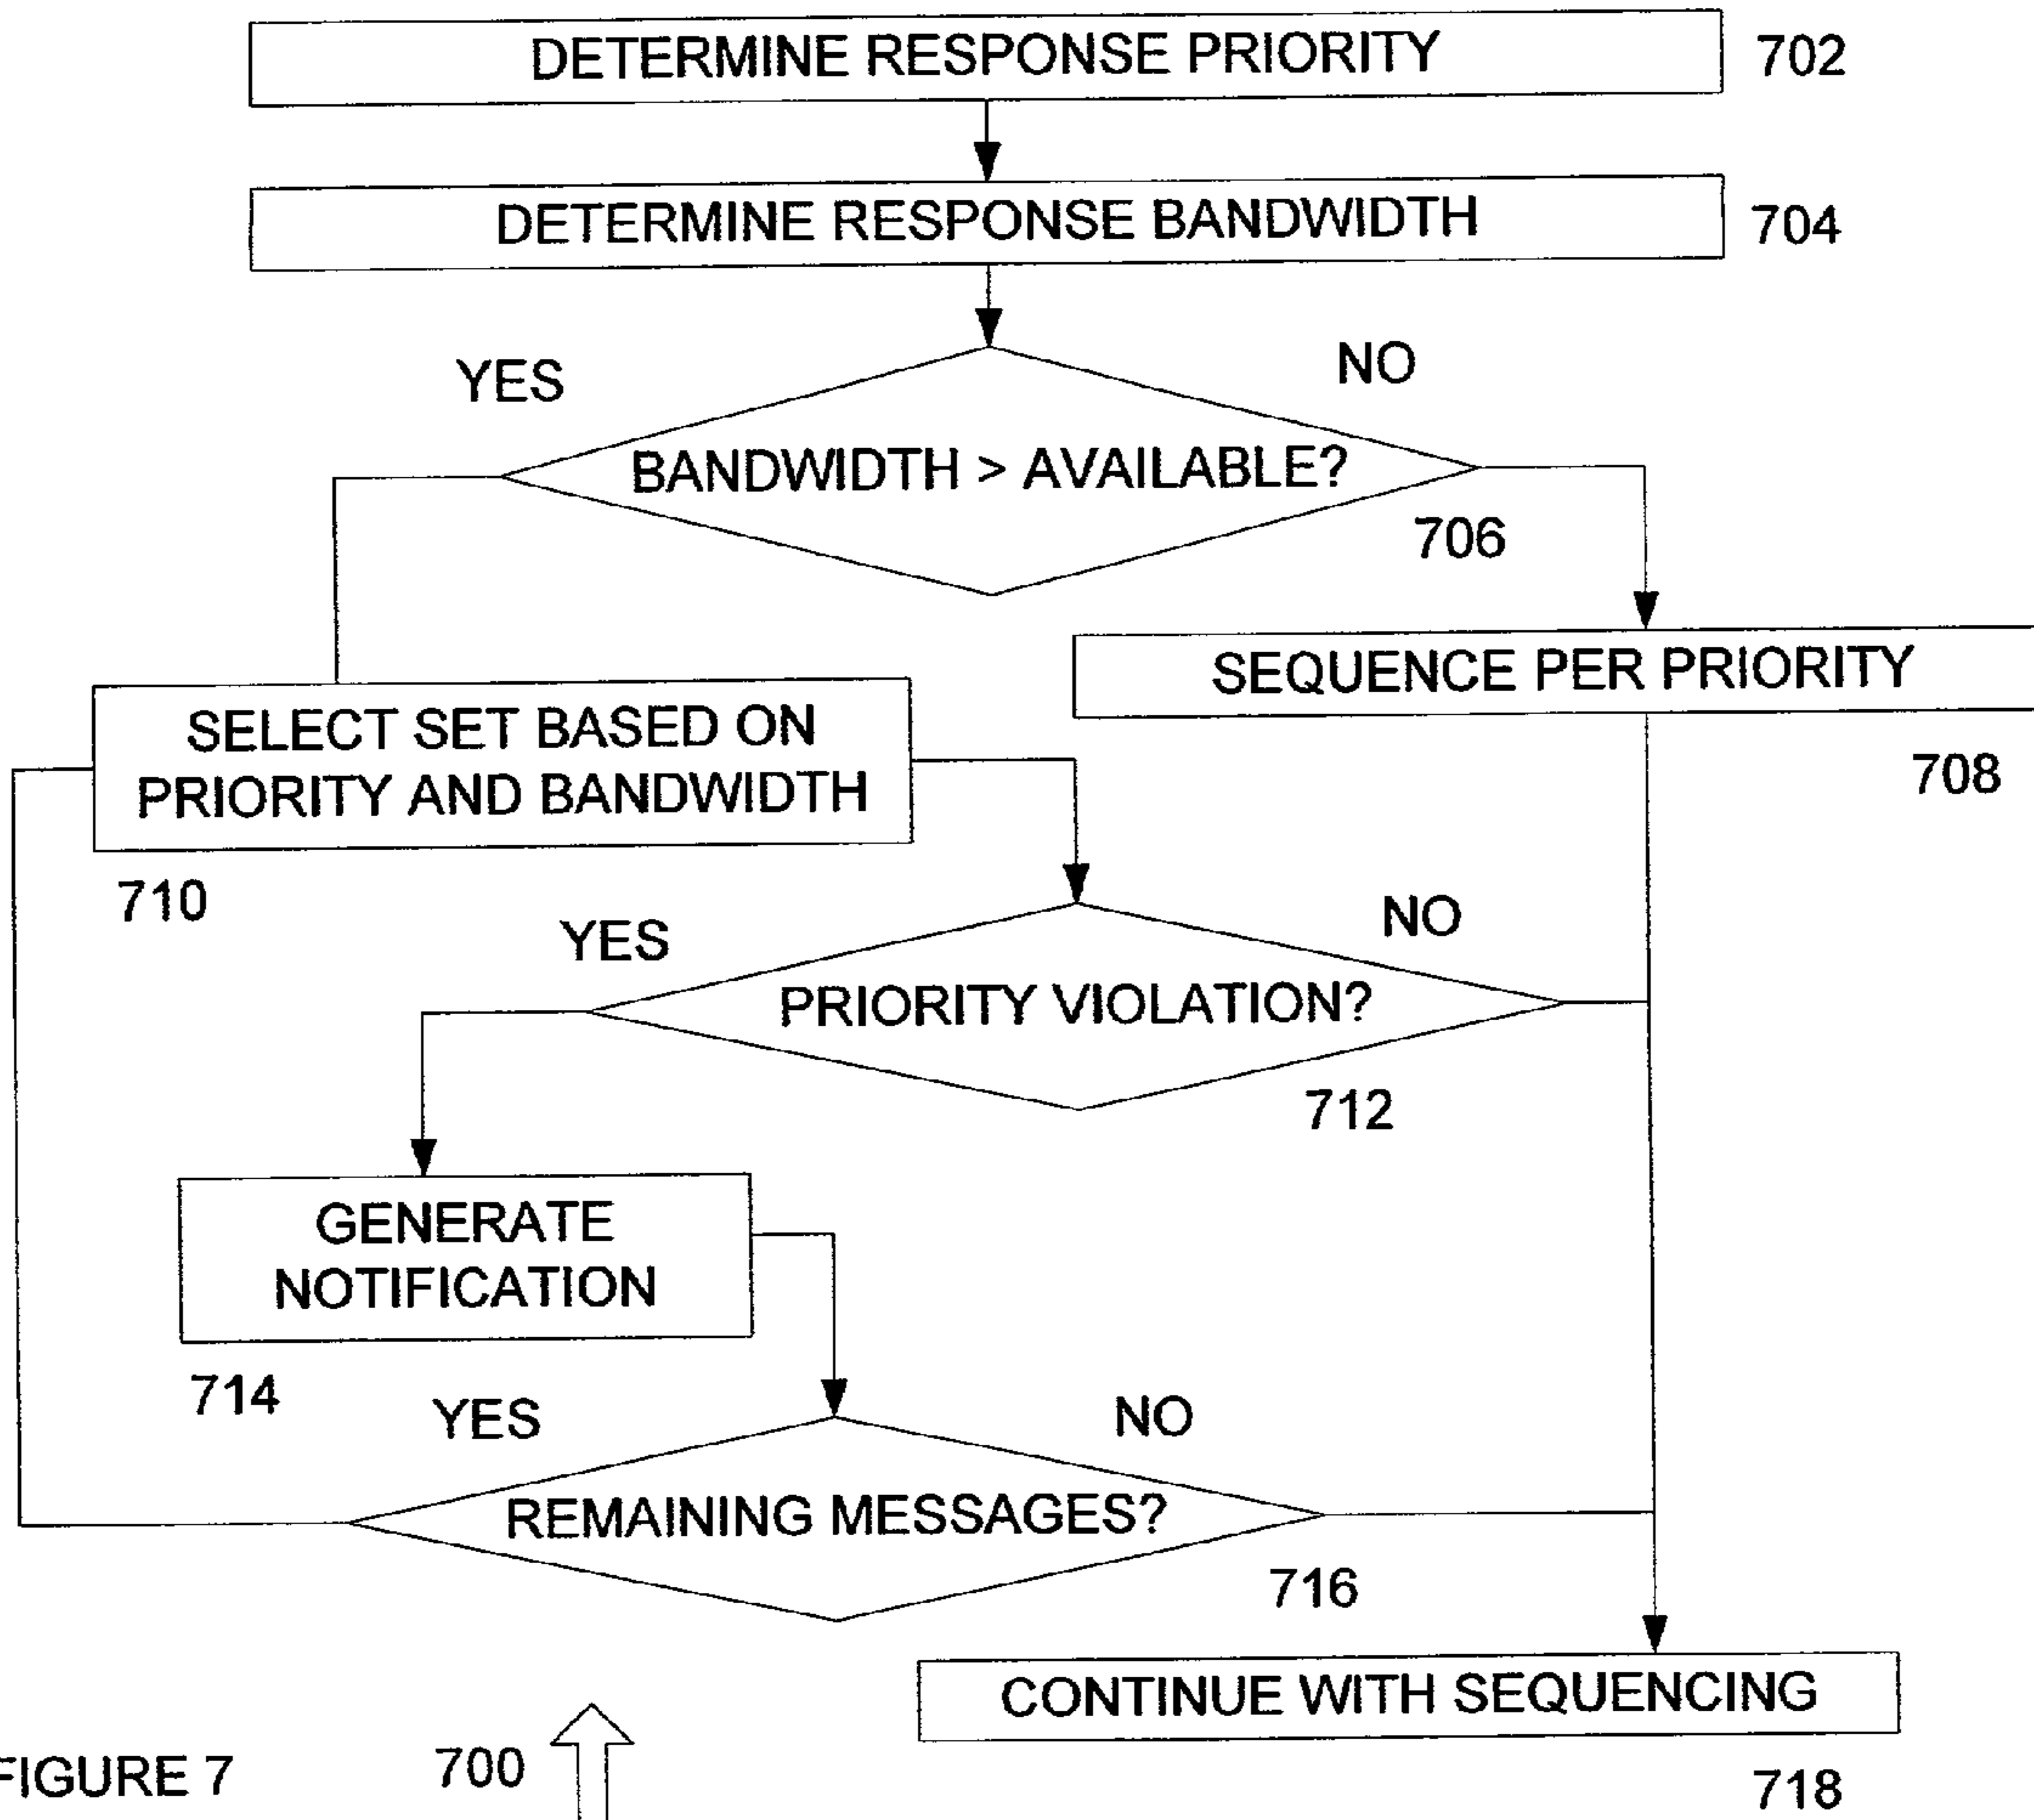 DETERMINE RESPONSE PRIORITY
702
DETERMINE RESPONSE BANDWIDTH
704
YES
NO
BANDWIDTH > AVAILABLE?
706
SEQUENCE PER PRIORITY
708
SELECT SET BASED ON
PRIORITY AND BANDWIDTH
710
YES
NO
PRIORITY VIOLATION?
712
GENERATE
NOTIFICATION
714
YES
NO
REMAINING MESSAGES?
716
CONTINUE WITH SEQUENCING
718
FIGURE 7
700